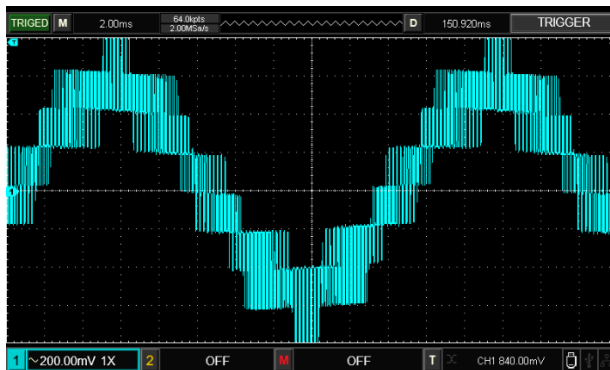 TRIGED M 2.00ms 64.0kpts 2.00MSa/s D 150.920ms TRIGGER
T
1
1 ~200.00mV 1X 2 OFF M OFF T CH1 840.00mV